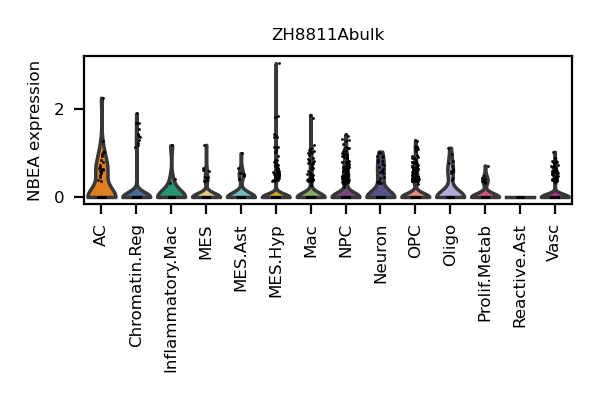 ZH8811Abulk
NBEA expression
2
0
AC
Chromatin.Reg
Inflammatory.Mac
MES
MES.Ast
MES.Hyp
Mac
NPC
Neuron
OPC
Oligo
Prolif.Metab
Reactive.Ast
Vasc